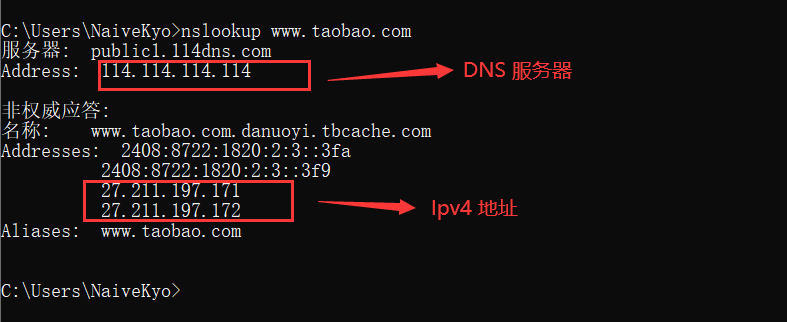 C:\Users\NaiveKyo>nslookup www.taobao.com
服务器:  public1.114dns.com
Address:  114.114.114.114
DNS 服务器
非权威应答:
名称:    www.taobao.com.danuoyi.tbcache.com
Addresses:  2408:8722:1820:2:3::3fa
2408:8722:1820:2:3::3f9
27.211.197.171
27.211.197.172
Ipv4 地址
Aliases:  www.taobao.com
C:\Users\NaiveKyo>